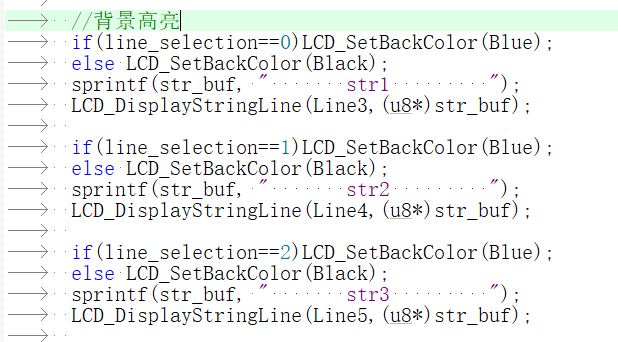 //背景高亮
if(line_selection==0)LCD_SetBackColor(Blue);
else LCD_SetBackColor(Black);
sprintf(str_buf, "       str1         ");
LCD_DisplayStringLine(Line3,(u8*)str_buf);
if(line_selection==1)LCD_SetBackColor(Blue);
else LCD_SetBackColor(Black);
sprintf(str_buf, "       str2         ");
LCD_DisplayStringLine(Line4,(u8*)str_buf);
if(line_selection==2)LCD_SetBackColor(Blue);
else LCD_SetBackColor(Black);
sprintf(str_buf, "       str3         ");
LCD_DisplayStringLine(Line5,(u8*)str_buf);